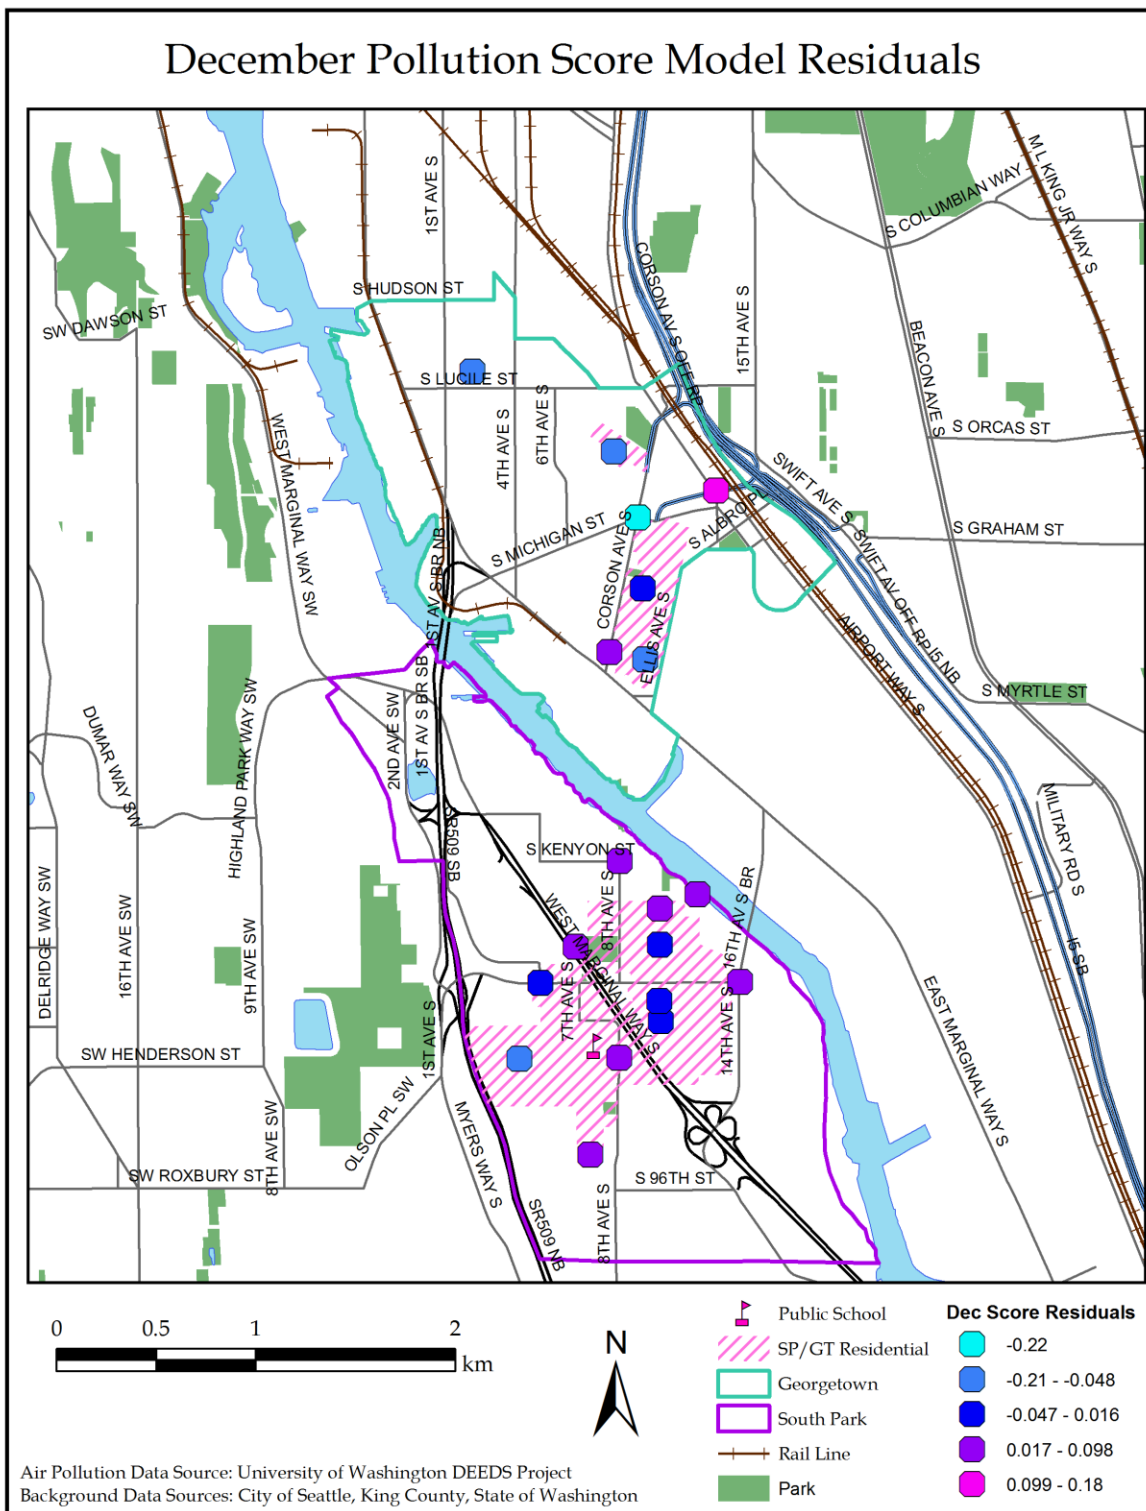 December Pollution Score Model Residuals
1ST AVE S
S COLUMBIAN WAY
M L KING JR WAY S
S HUDSON ST
CORSON AV S OFF RP
15TH AVE S
SW DAWSON ST
BEACON AVE S
S LUCILE ST
4TH AVE S
6TH AVE S
S ORCAS ST
WEST MARGINAL WAY SW
SWIFT AVE S
S MICHIGAN ST
S ALBRO PL
S GRAHAM ST
CORSON AVE S
1ST AV S BR NB
SWIFT AV OFF RP I5 NB
ELLIS AVE S
AIRPORT WAY S
1ST AV S BR SB
S MYRTLE ST
2ND AVE SW
DUMAR WAY SW
HIGHLAND PARK WAY SW
MILITARY RD S
SR509 SB
S KENYON ST
DELRIDGE WAY SW
16TH AVE SW
9TH AVE SW
8TH AVE S
WEST MARGINAL WAY S
16TH AV S BR
I5 SB
7TH AVE S
14TH AVE S
EAST MARGINAL WAY S
1ST AVE S
SW HENDERSON ST
OLSON PL SW
8TH AVE SW
MYERS WAY S
SW ROXBURY ST
S 96TH ST
SR509 NB
8TH AVE S
0 0.5 1 2
km
N
Public School
SP/GT Residential
Georgetown
South Park
Rail Line
Park
Dec Score Residuals
-0.22
-0.21 - -0.048
-0.047 - 0.016
0.017 - 0.098
0.099 - 0.18
Air Pollution Data Source: University of Washington DEEDS Project
Background Data Sources: City of Seattle, King County, State of Washington